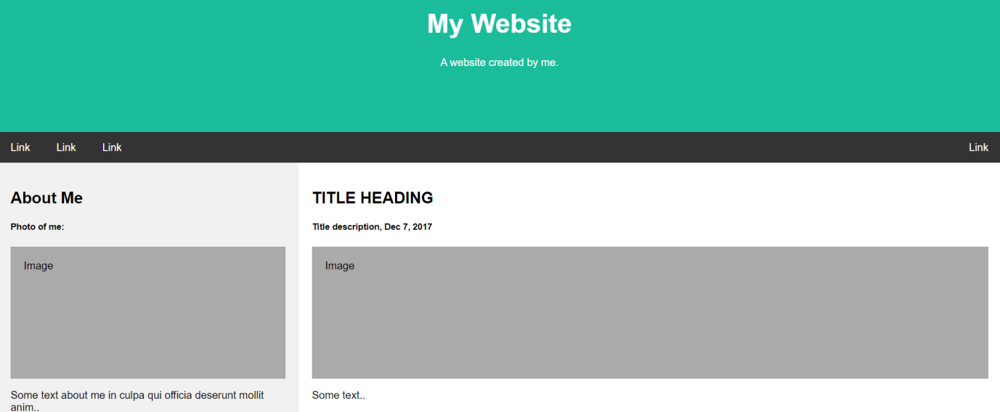 My Website
A website created by me.
Link Link Link Link
About Me
Photo of me:
Image
Some text about me in culpa qui officia deserunt mollit
anim..
TITLE HEADING
Title description, Dec 7, 2017
Image
Some text..